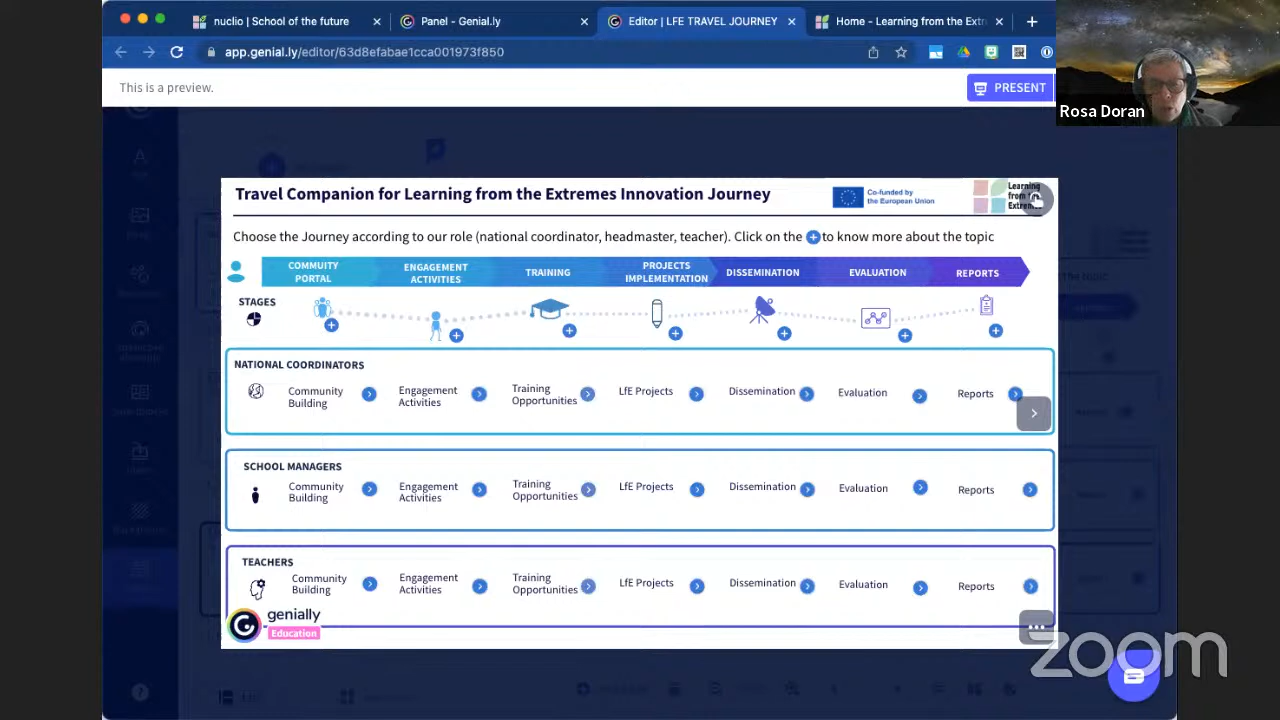 nuclio | School of the future
Panel - Genial.ly
Editor | LFE TRAVEL JOURNEY
Home - Learning from the Extr
app.genial.ly/editor/63d8efabae1cca001973f850
This is a preview.
PRESENT
Rosa Doran
Travel Companion for Learning from the Extremes Innovation Journey
Co-funded by
the European Union
Learning
from the
Extremes
Choose the Journey according to our role (national coordinator, headmaster, teacher). Click on the + to know more about the topic
COMMUITY
PORTAL
ENGAGEMENT
ACTIVITIES
TRAINING
PROJECTS
IMPLEMENTATION
DISSEMINATION
EVALUATION
REPORTS
STAGES
NATIONAL COORDINATORS
Community
Building
Engagement
Activities
Training
Opportunities
LfE Projects
Dissemination
Evaluation
Reports
SCHOOL MANAGERS
Community
Building
Engagement
Activities
Training
Opportunities
LfE Projects
Dissemination
Evaluation
Reports
TEACHERS
Community
Building
Engagement
Activities
Training
Opportunities
LfE Projects
Dissemination
Evaluation
Reports
genially
Education
zoom